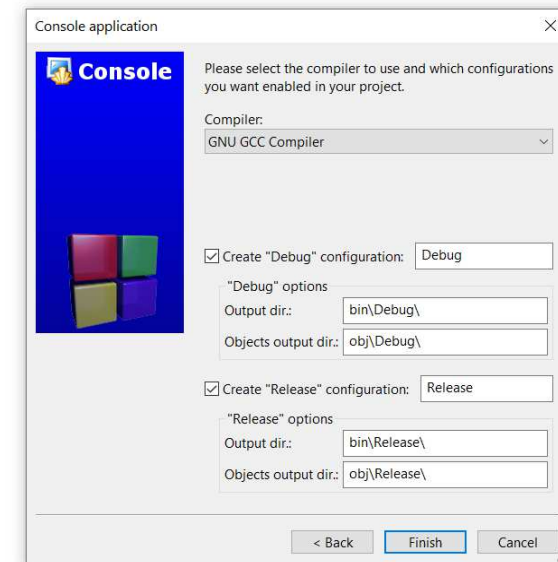 Console application
Console
Please select the compiler to use and which configurations
you want enabled in your project.
Compiler:
GNU GCC Compiler
Create "Debug" configuration: Debug
"Debug" options
Output dir.: bin\Debug\
Objects output dir.: obj\Debug\
Create "Release" configuration: Release
"Release" options
Output dir.: bin\Release\
Objects output dir.: obj\Release\
< Back Finish Cancel